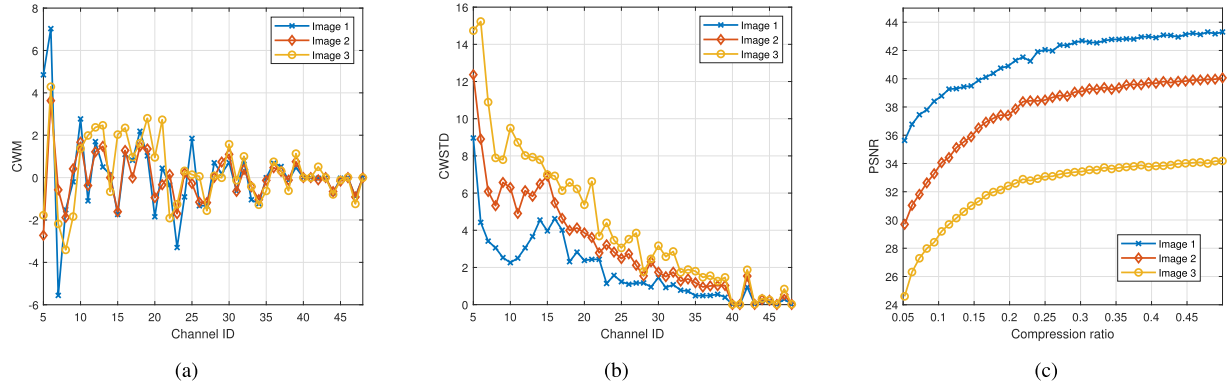 8
6
4
2
0
-2
-4
-6
CWM
5 10 15 20 25 30 35 40 45
Channel ID
Image 1
Image 2
Image 3
(a)
16
14
12
10
8
6
4
2
0
CWSTD
5 10 15 20 25 30 35 40 45
Channel ID
Image 1
Image 2
Image 3
(b)
44
42
40
38
36
34
32
30
28
26
24
PSNR
0.05 0.1 0.15 0.2 0.25 0.3 0.35 0.4 0.45
Compression ratio
Image 1
Image 2
Image 3
(c)